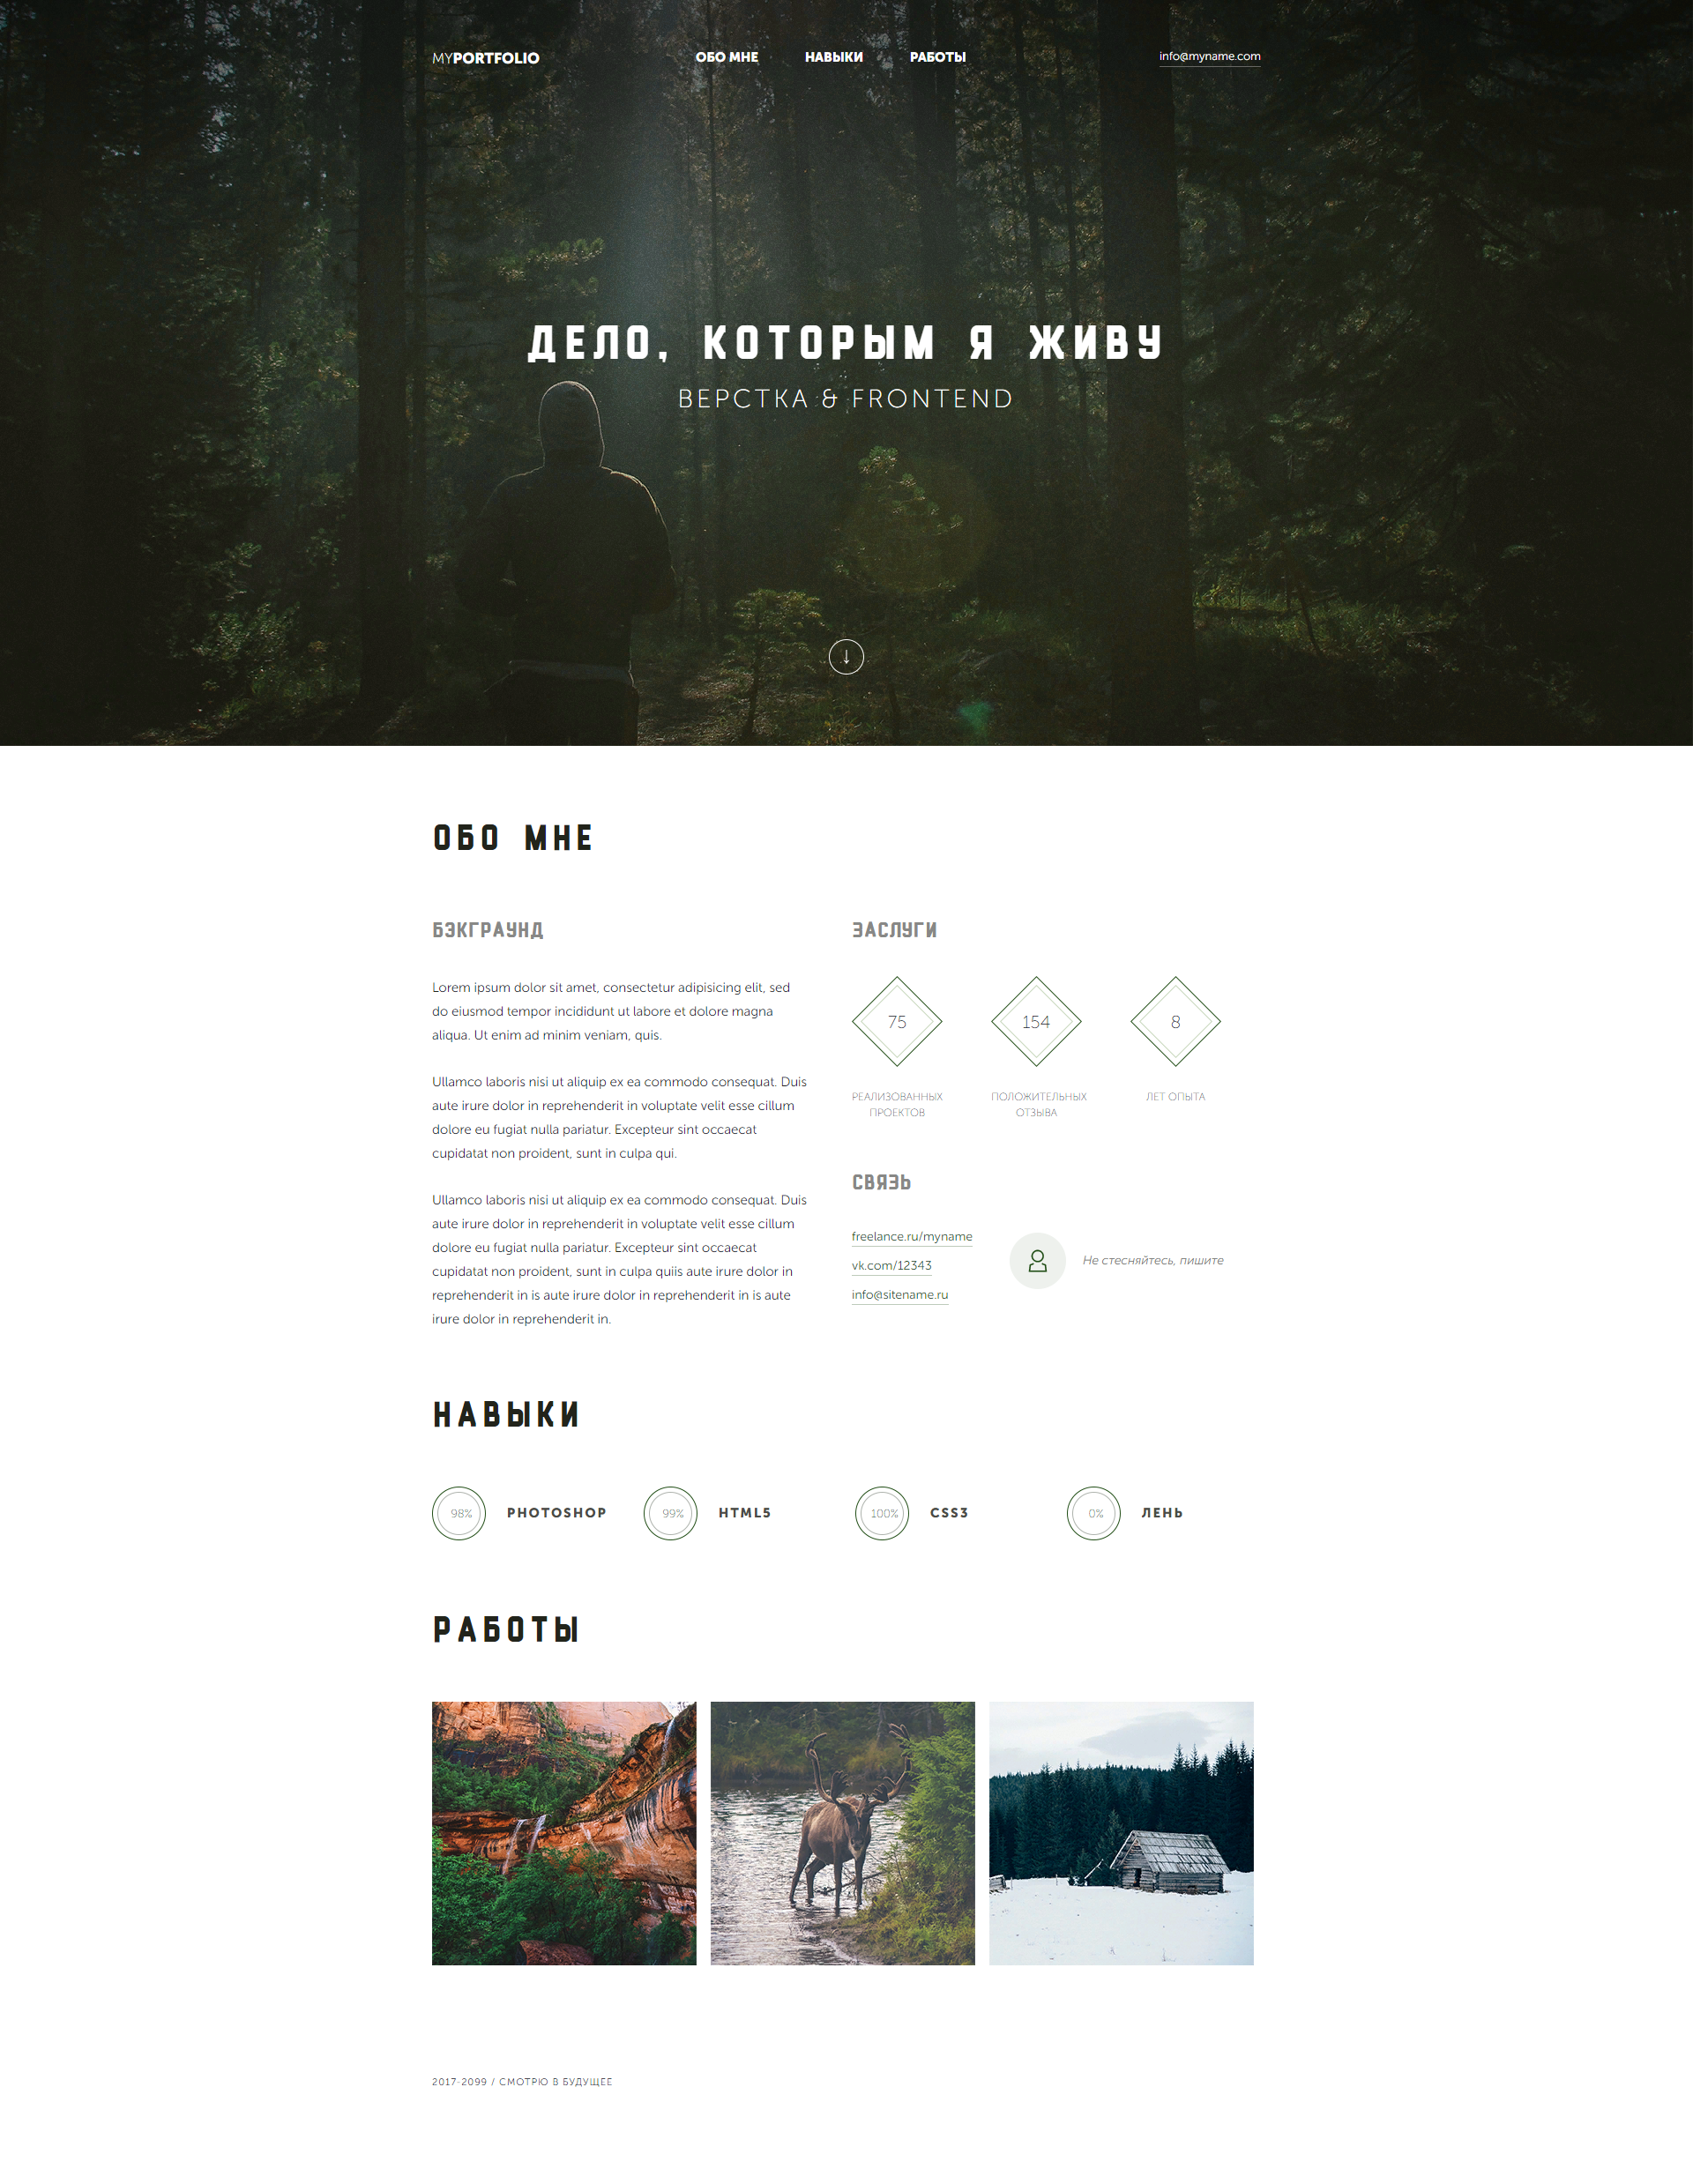 MYPORTFOLIO
ОБО МНЕ
НАВЫКИ
РАБОТЫ
info@myname.com
ДЕЛО, КОТОРЫМ Я ЖИВУ
ВЕРСТКА & FRONTEND
ОБО МНЕ
БЭКГРАУНД
Lorem ipsum dolor sit amet, consectetur adipisicing elit, sed
do eiusmod tempor incididunt ut labore et dolore magna
aliqua. Ut enim ad minim veniam, quis.
Ullamco laboris nisi ut aliquip ex ea commodo consequat. Duis
aute irure dolor in reprehenderit in voluptate velit esse cillum
dolore eu fugiat nulla pariatur. Excepteur sint occaecat
cupidatat non proident, sunt in culpa qui.
Ullamco laboris nisi ut aliquip ex ea commodo consequat. Duis
aute irure dolor in reprehenderit in voluptate velit esse cillum
dolore eu fugiat nulla pariatur. Excepteur sint occaecat
cupidatat non proident, sunt in culpa quiis aute irure dolor in
reprehenderit in is aute irure dolor in reprehenderit in is aute
irure dolor in reprehenderit in.
ЗАСЛУГИ
75
РЕАЛИЗОВАННЫХ
ПРОЕКТОВ
154
ПОЛОЖИТЕЛЬНЫХ
ОТЗЫВА
8
ЛЕТ ОПЫТА
СВЯЗЬ
freelance.ru/myname
vk.com/12343
info@sitename.ru
Не стесняйтесь, пишите
НАВЫКИ
98%
PHOTOSHOP
99%
HTML5
100%
CSS3
0%
ЛЕНЬ
РАБОТЫ
2017-2099 / СМОТРЮ В БУДУЩЕЕ